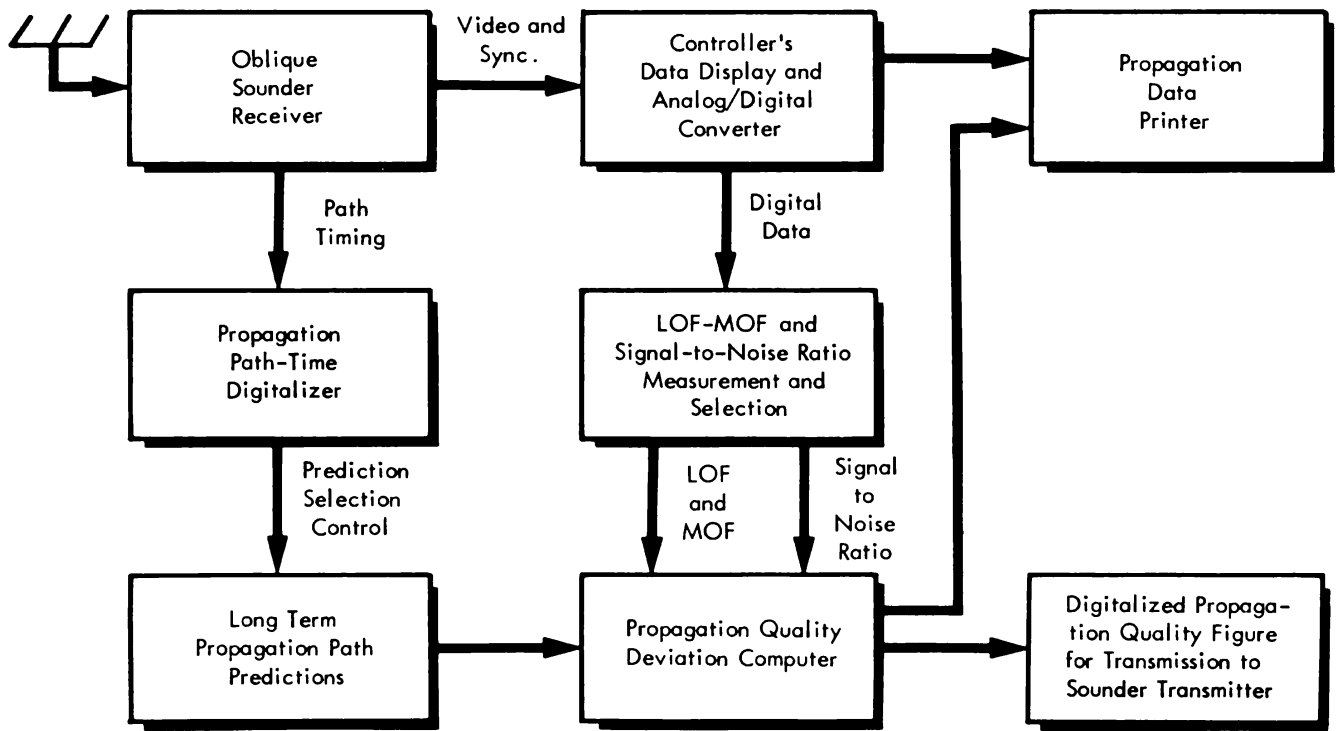 Oblique
Sounder
Receiver
Video and
Sync.
Controller's
Data Display and
Analog/Digital
Converter
Propagation
Data
Printer
Path
Timing
Digital
Data
Propagation
Path-Time
Digitalizer
LOF-MOF and
Signal-to-Noise Ratio
Measurement and
Selection
Prediction
Selection
Control
LOF
and
MOF
Signal
to
Noise
Ratio
Long Term
Propagation Path
Predictions
Propagation Quality
Deviation Computer
Digitalized Propaga-
tion Quality Figure
for Transmission to
Sounder Transmitter